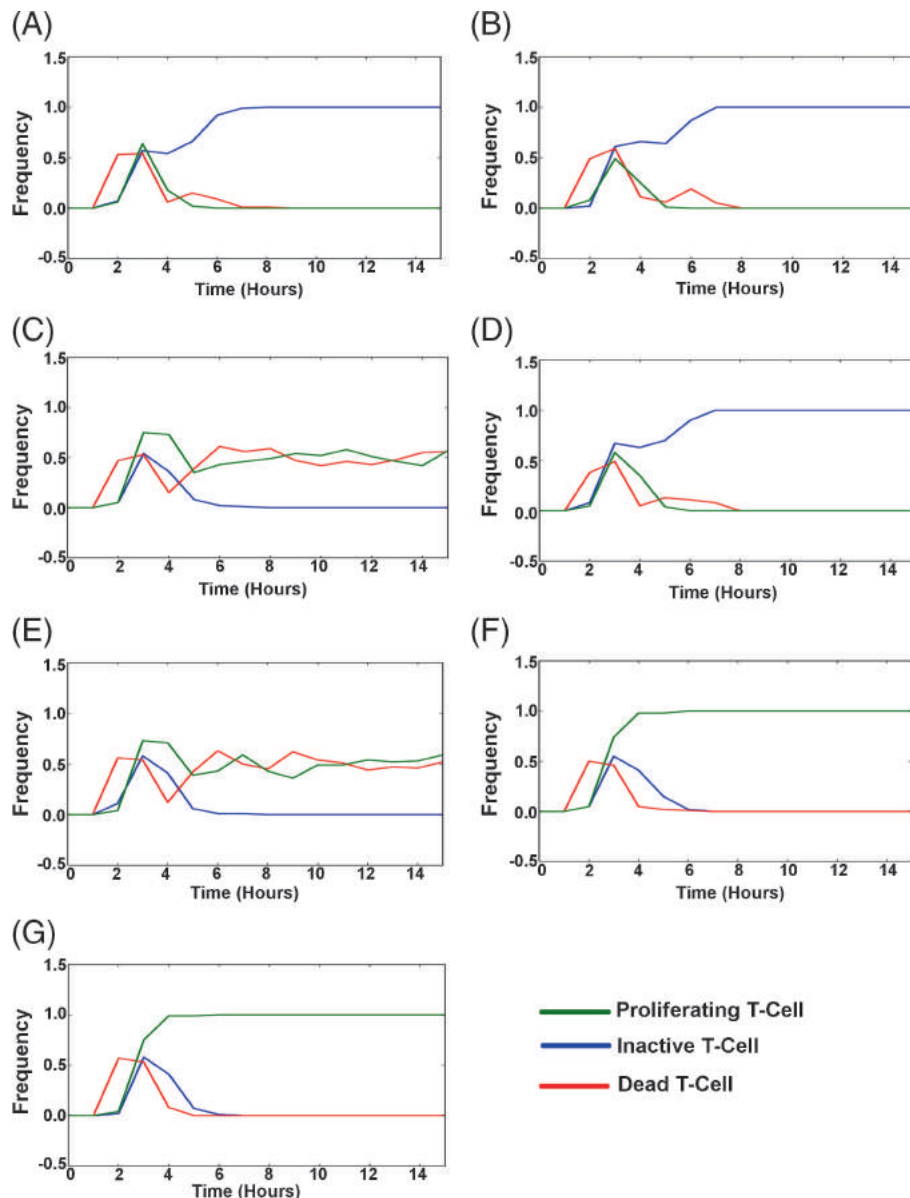 (A)
1.5
1.0
0.5
0.0
-0.5
Frequency
0 2 4 6 8 10 12 14
Time (Hours)
(B)
1.5
1.0
0.5
0.0
-0.5
Frequency
0 2 4 6 8 10 12 14
Time (Hours)
(C)
1.5
1.0
0.5
0.0
-0.5
Frequency
0 2 4 6 8 10 12 14
Time (Hours)
(D)
1.5
1.0
0.5
0.0
-0.5
Frequency
0 2 4 6 8 10 12 14
Time (Hours)
(E)
1.5
1.0
0.5
0.0
-0.5
Frequency
0 2 4 6 8 10 12 14
Time (Hours)
(F)
1.5
1.0
0.5
0.0
-0.5
Frequency
0 2 4 6 8 10 12 14
Time (Hours)
(G)
1.5
1.0
0.5
0.0
-0.5
Frequency
0 2 4 6 8 10 12 14
Time (Hours)
Proliferating T-Cell
Inactive T-Cell
Dead T-Cell